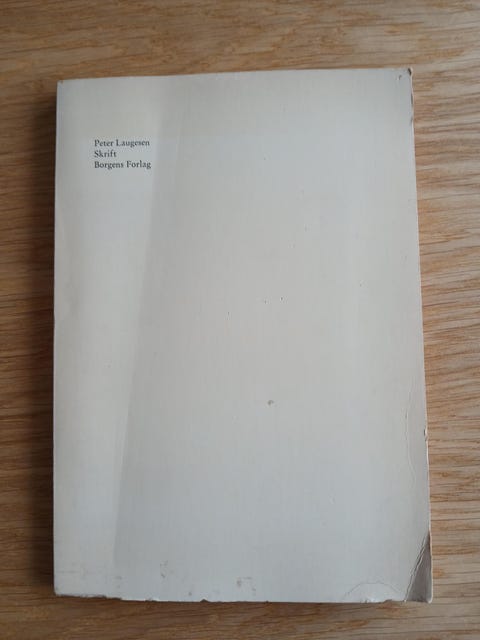 Peter Laugesen
Skrift
Borgens Forlag